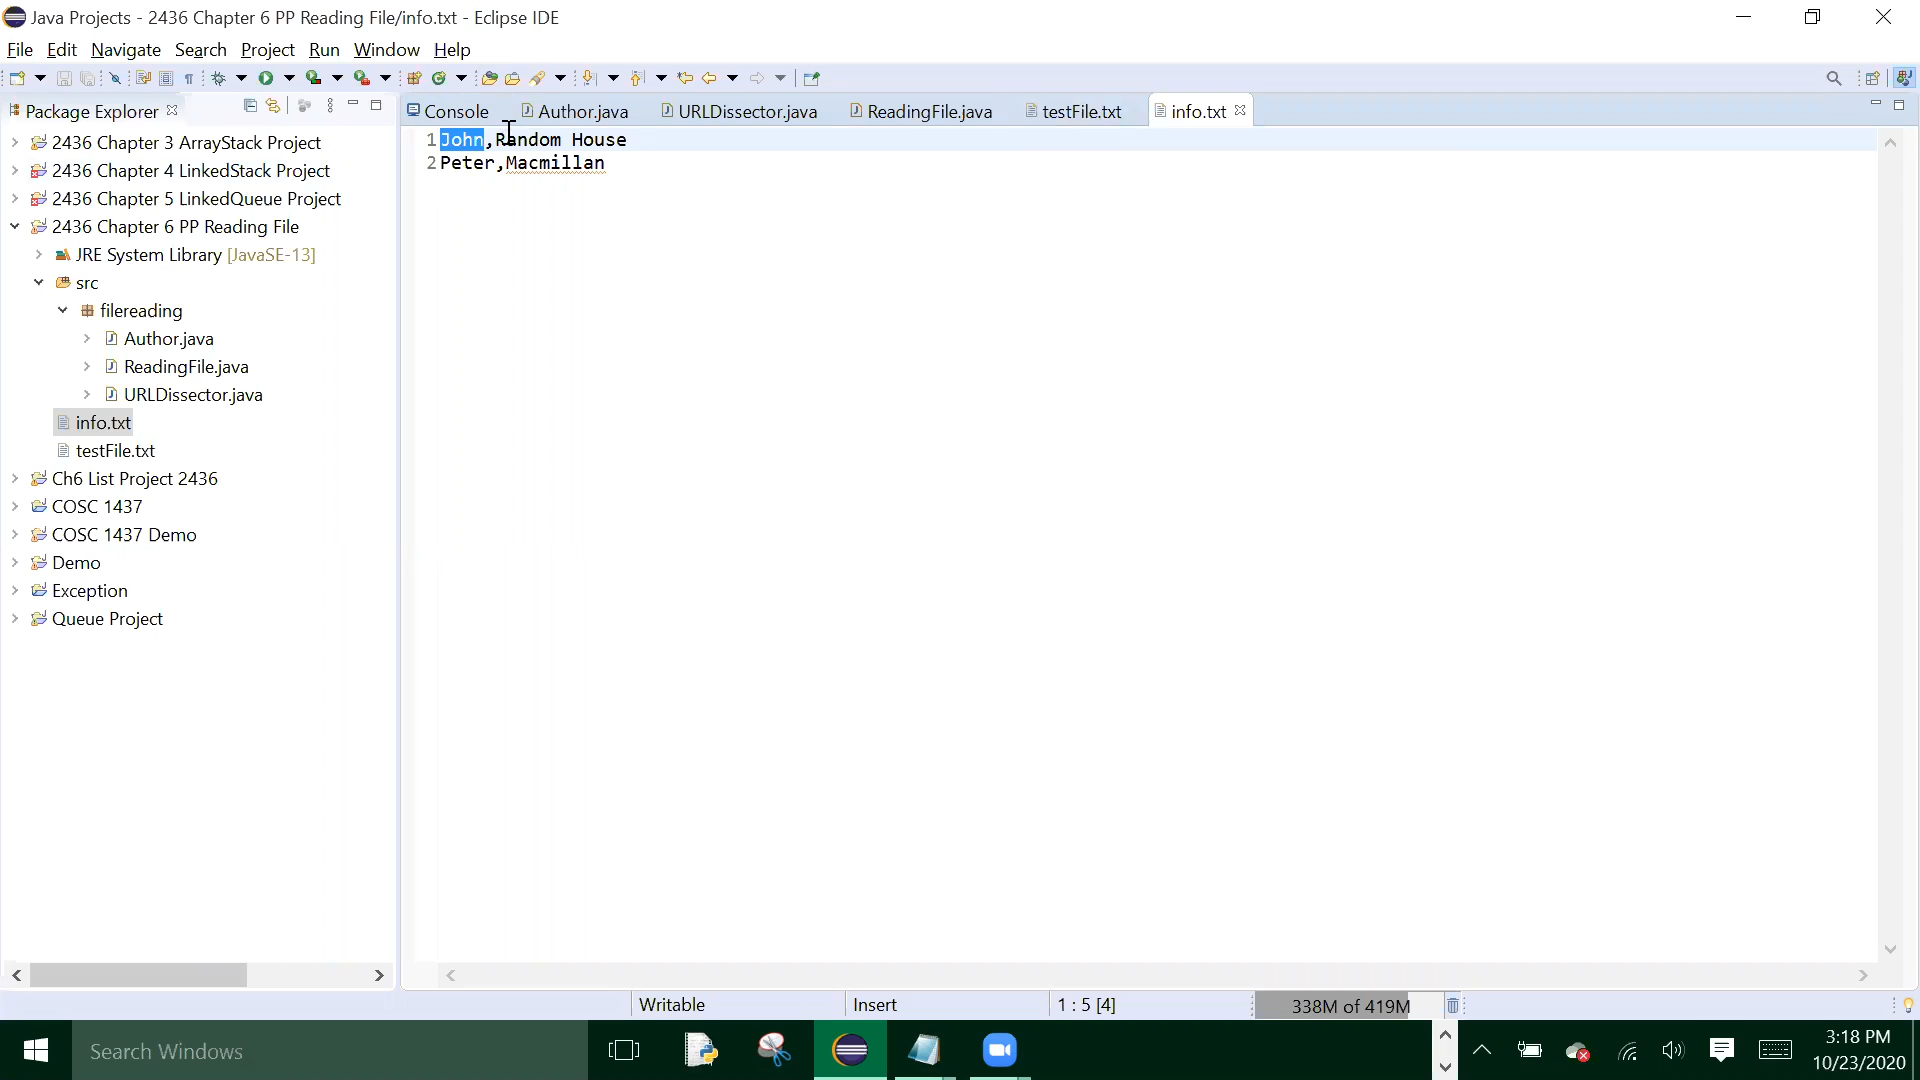 Java Projects - 2436 Chapter 6 PP Reading File/info.txt - Eclipse IDE
File Edit Navigate Search Project Run Window Help
Package Explorer
Console Author.java URLDissector.java ReadingFile.java testFile.txt info.txt
2436 Chapter 3 ArrayStack Project
2436 Chapter 4 LinkedStack Project
2436 Chapter 5 LinkedQueue Project
2436 Chapter 6 PP Reading File
JRE System Library [JavaSE-13]
src
filereading
Author.java
ReadingFile.java
URLDissector.java
info.txt
testFile.txt
Ch6 List Project 2436
COSC 1437
COSC 1437 Demo
Demo
Exception
Queue Project
1 John,Random House
2 Peter,Macmillan
Writable Insert 1 : 5 [4] 338M of 419M
Search Windows
3:18 PM
10/23/2020